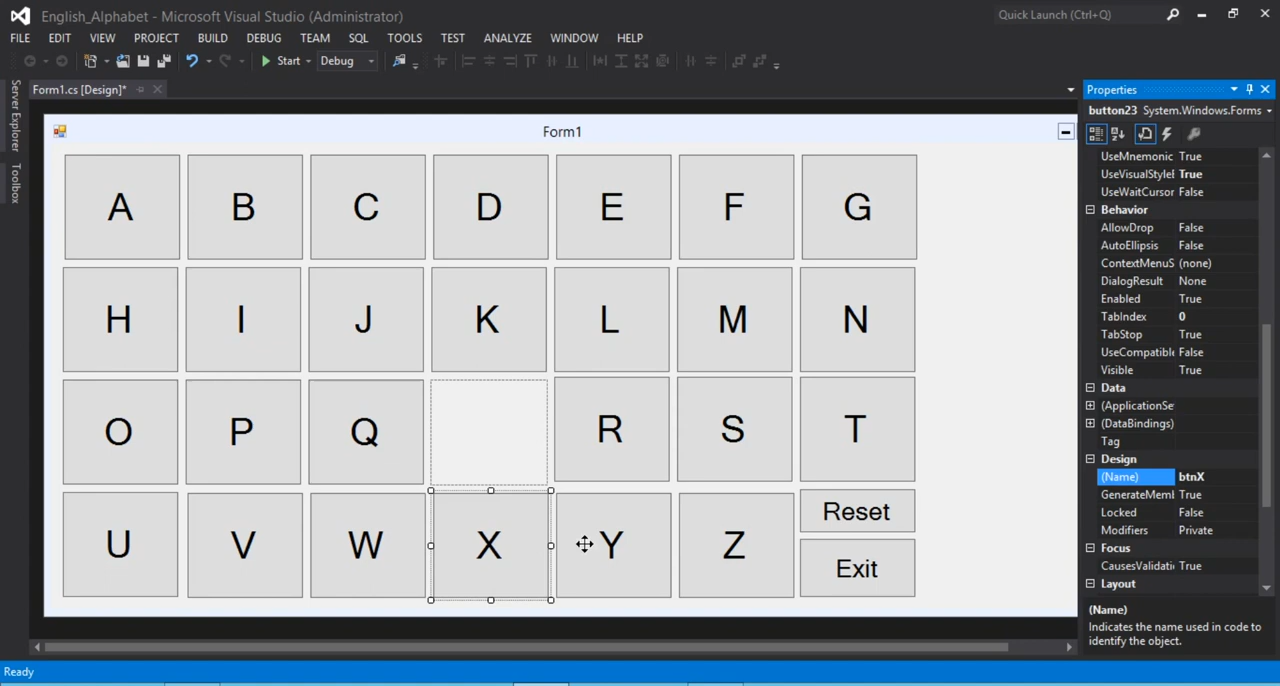 English_Alphabet - Microsoft Visual Studio (Administrator)
Quick Launch (Ctrl+Q)
FILE EDIT VIEW PROJECT BUILD DEBUG TEAM SQL TOOLS TEST ANALYZE WINDOW HELP
Start Debug
Form1.cs [Design]*
Server Explorer
Toolbox
Form1
A B C D E F G
H I J K L M N
O P Q R S T
U V W X Y Z
Reset
Exit
Properties
button23 System.Windows.Forms
UseMnemonic True
UseVisualStyleB True
UseWaitCursor False
Behavior
AllowDrop False
AutoEllipsis False
ContextMenuS (none)
DialogResult None
Enabled True
TabIndex 0
TabStop True
UseCompatible False
Visible True
Data
(ApplicationSet
(DataBindings)
Tag
Design
(Name) btnX
GenerateMemb True
Locked False
Modifiers Private
Focus
CausesValidatio True
Layout
(Name)
Indicates the name used in code to
identify the object.
Ready